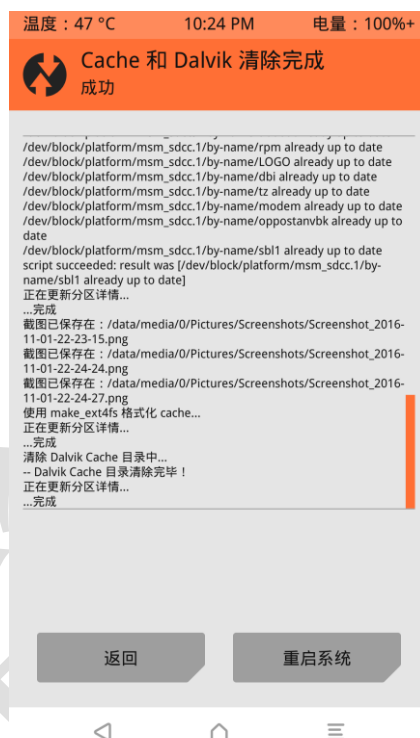 温度：47 °C 10:24 PM 电量：100%+
Cache 和 Dalvik 清除完成
成功
/dev/block/platform/msm_sdcc.1/by-name/rpm already up to date
/dev/block/platform/msm_sdcc.1/by-name/LOGO already up to date
/dev/block/platform/msm_sdcc.1/by-name/dbi already up to date
/dev/block/platform/msm_sdcc.1/by-name/tz already up to date
/dev/block/platform/msm_sdcc.1/by-name/modem already up to date
/dev/block/platform/msm_sdcc.1/by-name/oppostanvbk already up to
date
/dev/block/platform/msm_sdcc.1/by-name/sbl1 already up to date
script succeeded: result was [/dev/block/platform/msm_sdcc.1/by-
name/sbl1 already up to date]
正在更新分区详情...
...完成
截图已保存在：/data/media/0/Pictures/Screenshots/Screenshot_2016-
11-01-22-23-15.png
截图已保存在：/data/media/0/Pictures/Screenshots/Screenshot_2016-
11-01-22-24-24.png
截图已保存在：/data/media/0/Pictures/Screenshots/Screenshot_2016-
11-01-22-24-27.png
使用 make_ext4fs 格式化 cache...
正在更新分区详情...
...完成
清除 Dalvik Cache 目录中...
-- Dalvik Cache 目录清除完毕！
正在更新分区详情...
...完成
返回 重启系统